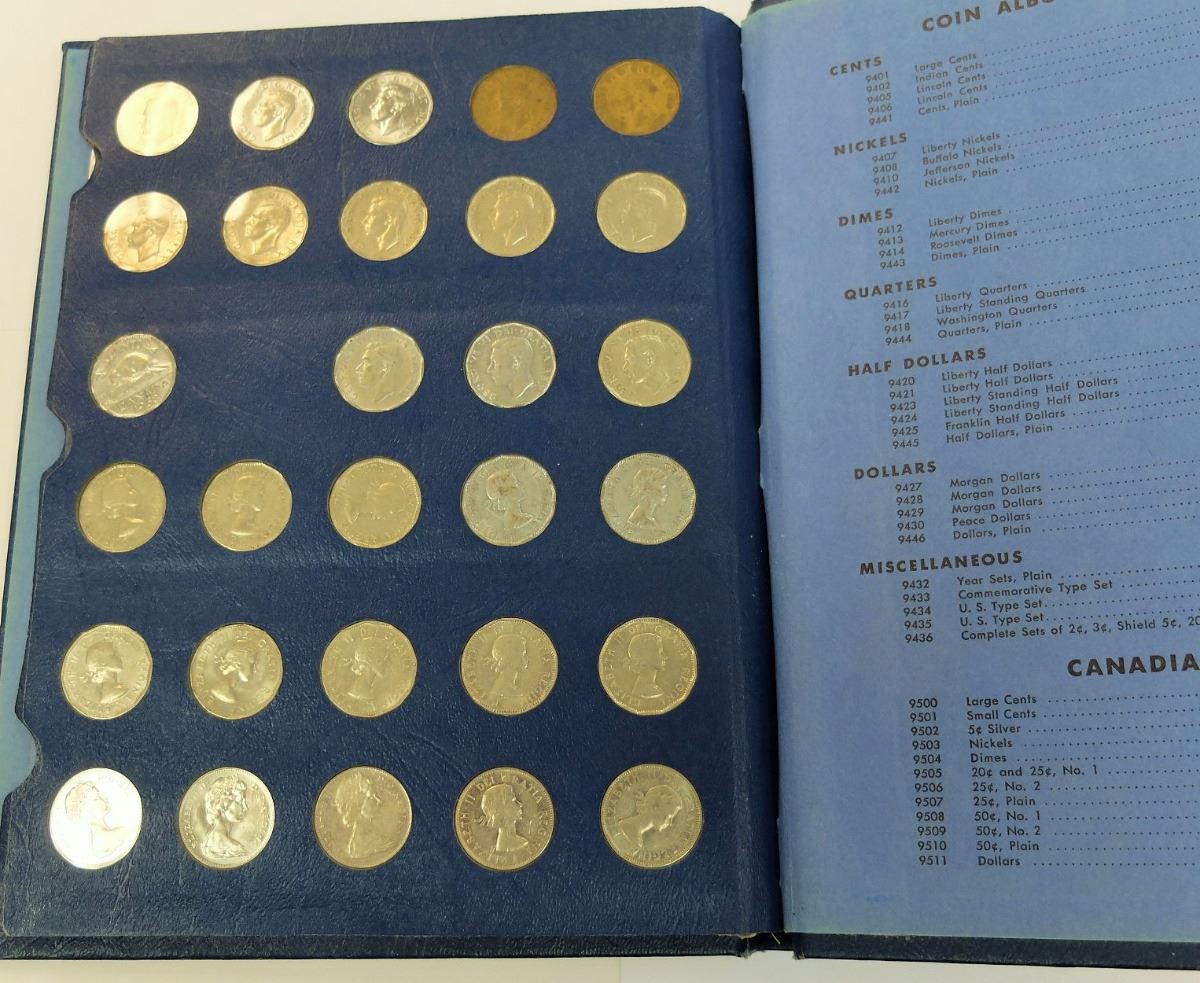 COIN
CENTS
9401 Large Cents
9402 Indian Cents
9405 Lincoln Cents
9406 Lincoln Cents
9441 Cents, Plain
NICKELS
9407 Liberty Nickels
9408 Buffalo Nickels
9410 Jefferson Nickels
9442 Nickels, Plain
DIMES
9412 Liberty Dimes
9413 Mercury Dimes
9414 Roosevelt Dimes
9443 Dimes, Plain
QUARTERS
9416 Liberty Quarters
9417 Liberty Standing Quarters
9418 Washington Quarters
9444 Quarters, Plain
HALF DOLLARS
9420 Liberty Half Dollars
9421 Liberty Half Dollars
9423 Liberty Standing Half Dollars
9424 Liberty Standing Half Dollars
9425 Franklin Half Dollars
9445 Half Dollars, Plain
DOLLARS
9427 Morgan Dollars
9428 Morgan Dollars
9429 Morgan Dollars
9430 Peace Dollars
9446 Dollars, Plain
MISCELLANEOUS
9432 Year Sets, Plain
9433 Commemorative Type Set
9434 U. S. Type Set
9435 U. S. Type Set
9436 Complete Sets of 2¢, 3¢, Shield 5¢, 20
CANADIA
9500 Large Cents
9501 Small Cents
9502 5¢ Silver
9503 Nickels
9504 Dimes
9505 20¢ and 25¢, No. 1
9506 25¢, No. 2
9507 25¢, Plain
9508 50¢, No. 1
9509 50¢, No. 2
9510 50¢, Plain
9511 Dollars